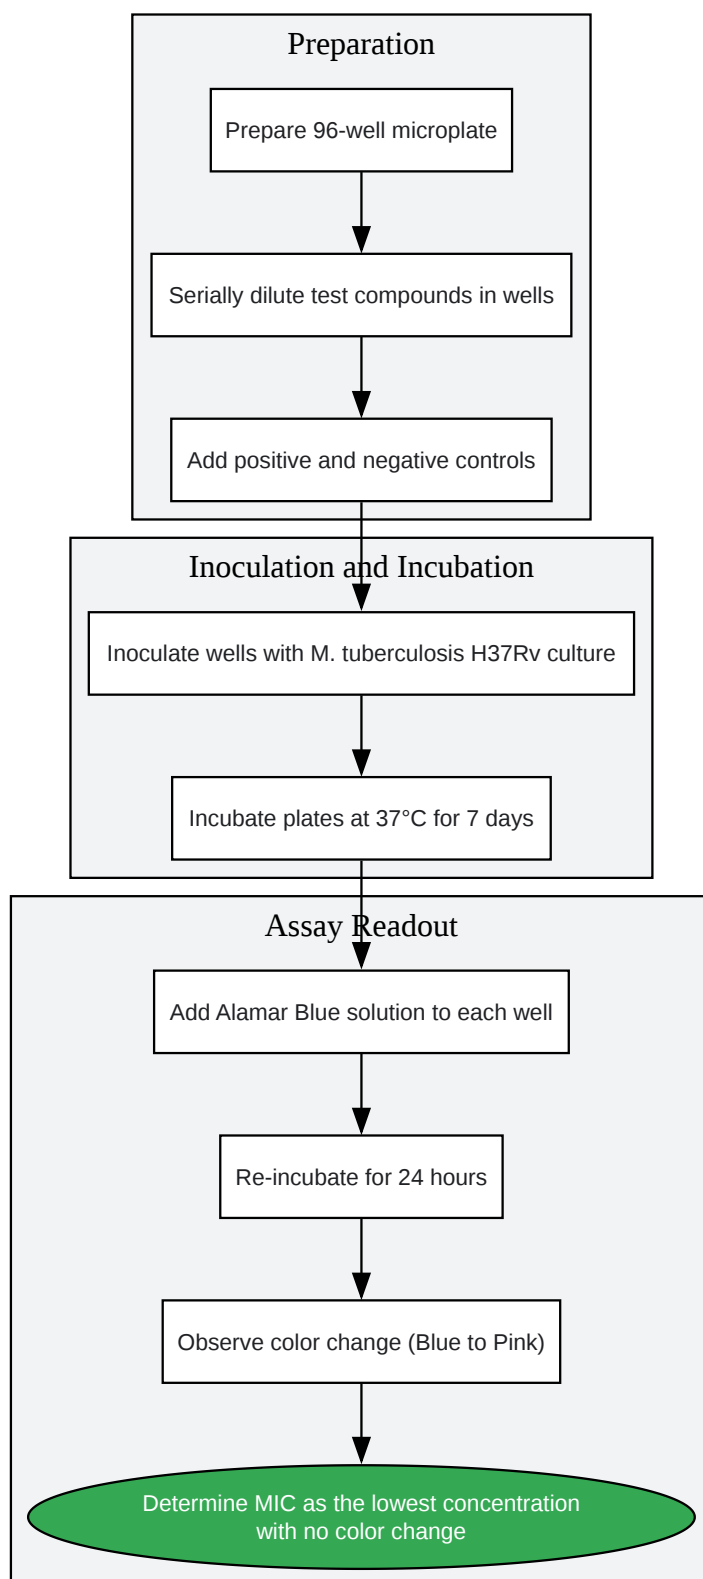 Preparation
Prepare 96-well microplate
Serially dilute test compounds in wells
Add positive and negative controls
Inoculation and Incubation
Inoculate wells with M. tuberculosis H37Rv culture
Incubate plates at 37°C for 7 days
Assay Readout
Add Alamar Blue solution to each well
Re-incubate for 24 hours
Observe color change (Blue to Pink)
Determine MIC as the lowest concentration
with no color change